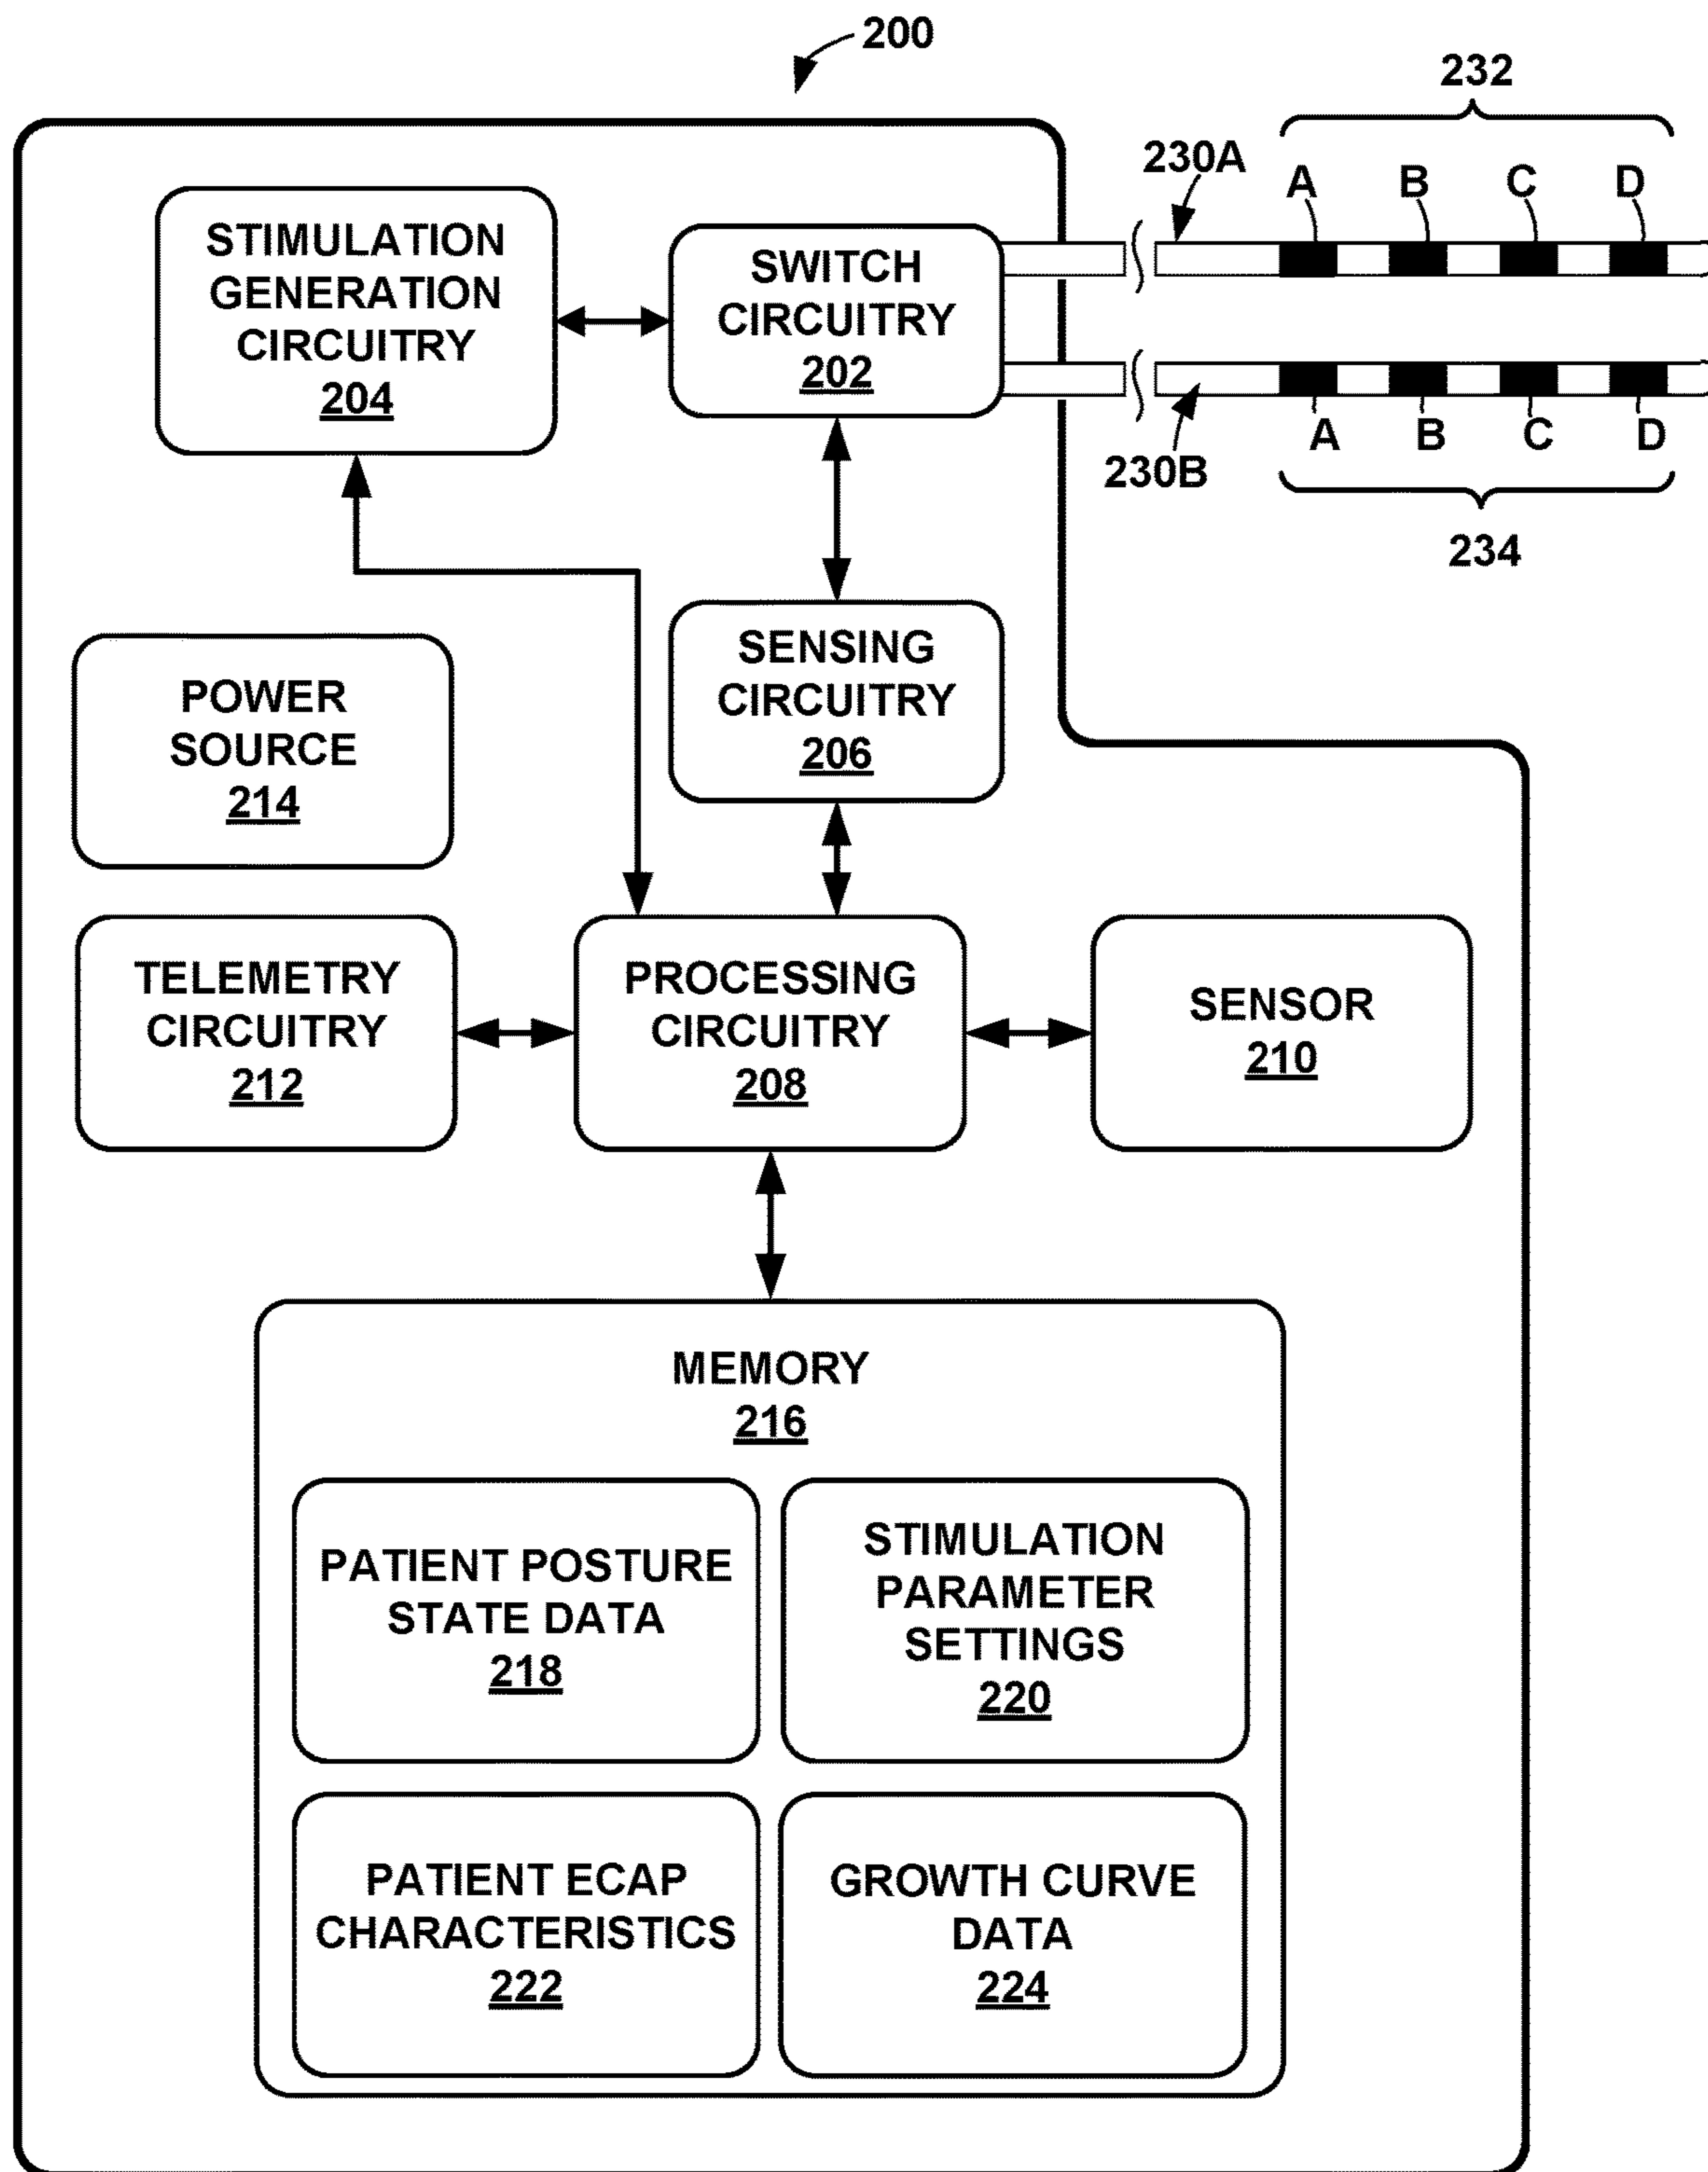 200
232
230A
A B C D
STIMULATION
GENERATION
CIRCUITRY
204
SWITCH
CIRCUITRY
202
A B C D
230B
234
SENSING
CIRCUITRY
206
POWER
SOURCE
214
TELEMETRY
CIRCUITRY
212
PROCESSING
CIRCUITRY
208
SENSOR
210
MEMORY
216
PATIENT POSTURE
STATE DATA
218
STIMULATION
PARAMETER
SETTINGS
220
PATIENT ECAP
CHARACTERISTICS
222
GROWTH CURVE
DATA
224